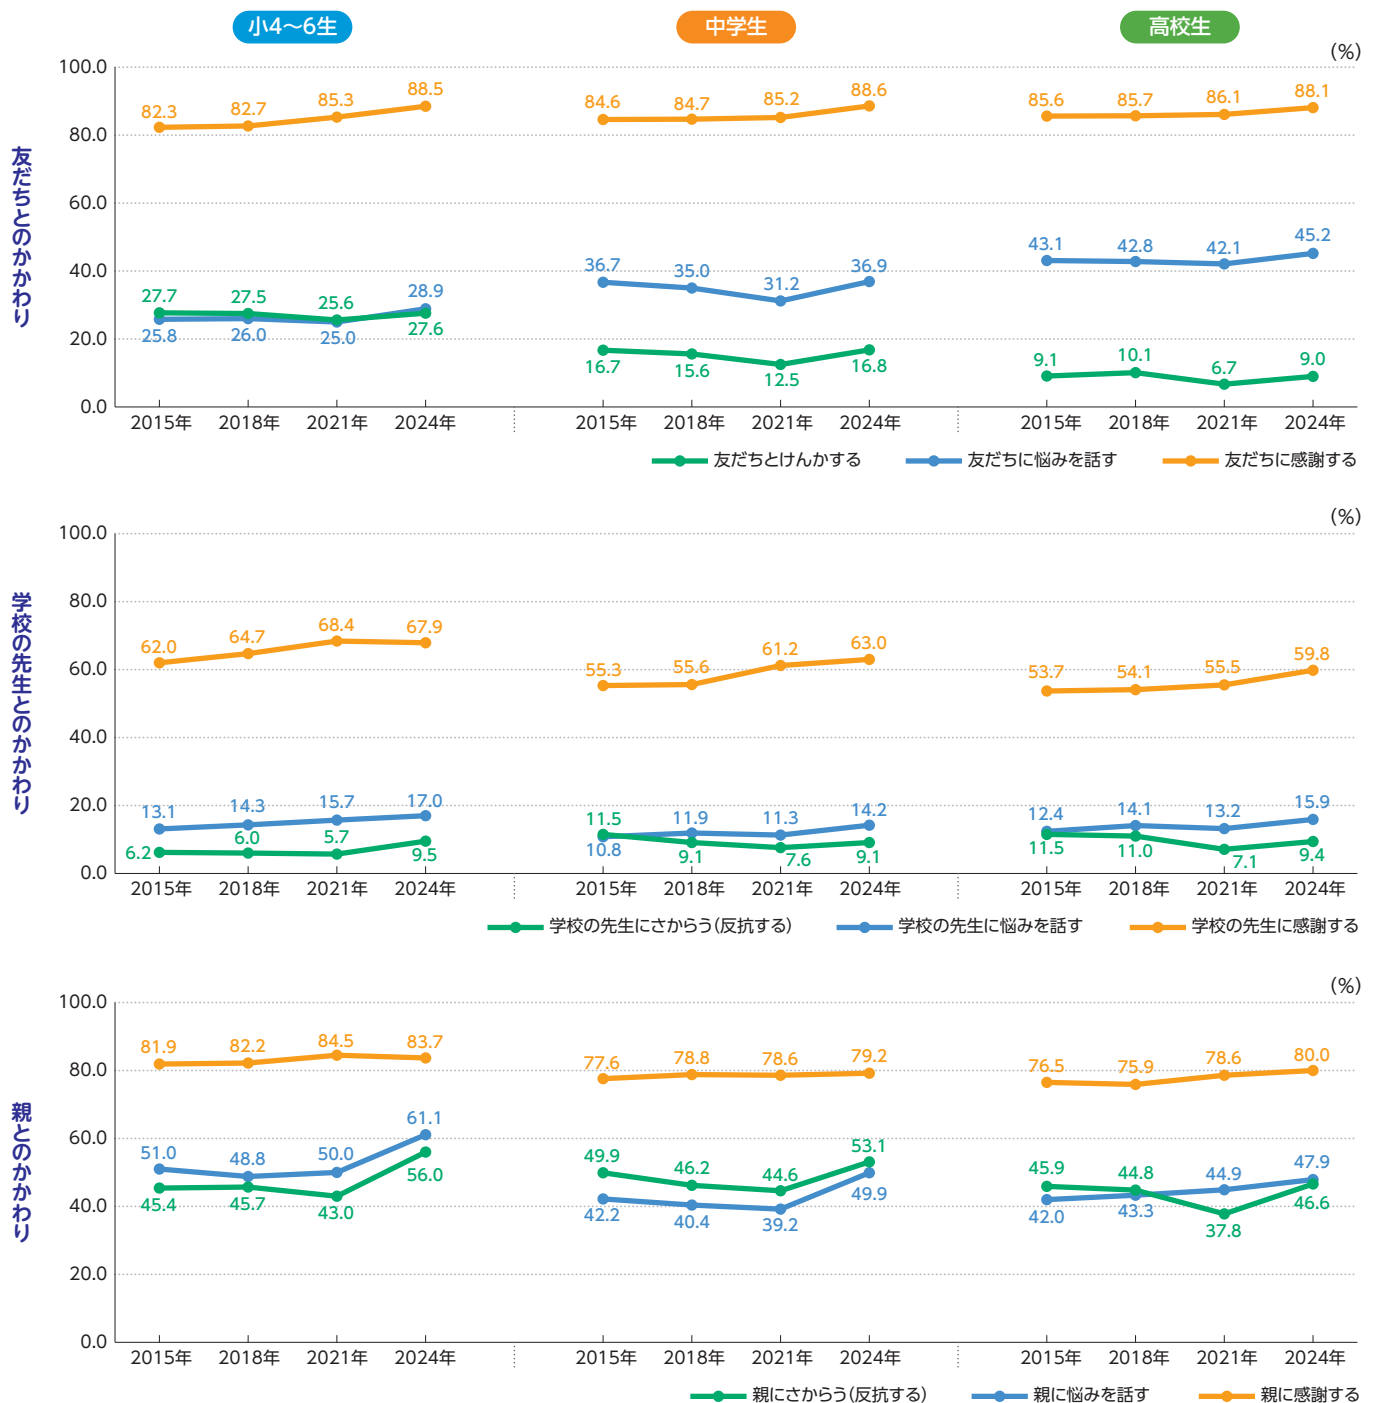 小4〜6生 中学生 高校生
(%)
友だちとのかかわり
100.0
80.0
60.0
40.0
20.0
0.0
82.3 82.7 85.3 88.5
27.7 27.5 25.6 28.9
25.8 26.0 25.0 27.6
84.6 84.7 85.2 88.6
36.7 35.0 31.2 36.9
16.7 15.6 12.5 16.8
85.6 85.7 86.1 88.1
43.1 42.8 42.1 45.2
9.1 10.1 6.7 9.0
2015年 2018年 2021年 2024年 2015年 2018年 2021年 2024年 2015年 2018年 2021年 2024年
友だちとけんかする 友だちに悩みを話す 友だちに感謝する
(%)
学校の先生とのかかわり
100.0
80.0
60.0
40.0
20.0
0.0
62.0 64.7 68.4 67.9
13.1 14.3 15.7 17.0
6.2 6.0 5.7 9.5
55.3 55.6 61.2 63.0
11.5 11.9 11.3 14.2
10.8 9.1 7.6 9.1
53.7 54.1 55.5 59.8
12.4 14.1 13.2 15.9
11.5 11.0 7.1 9.4
2015年 2018年 2021年 2024年 2015年 2018年 2021年 2024年 2015年 2018年 2021年 2024年
学校の先生にさからう(反抗する) 学校の先生に悩みを話す 学校の先生に感謝する
(%)
親とのかかわり
100.0
80.0
60.0
40.0
20.0
0.0
81.9 82.2 84.5 83.7
51.0 48.8 50.0 61.1
45.4 45.7 43.0 56.0
77.6 78.8 78.6 79.2
49.9 46.2 44.6 53.1
42.2 40.4 39.2 49.9
76.5 75.9 78.6 80.0
45.9 44.8 44.9 47.9
42.0 43.3 37.8 46.6
2015年 2018年 2021年 2024年 2015年 2018年 2021年 2024年 2015年 2018年 2021年 2024年
親にさからう(反抗する) 親に悩みを話す 親に感謝する